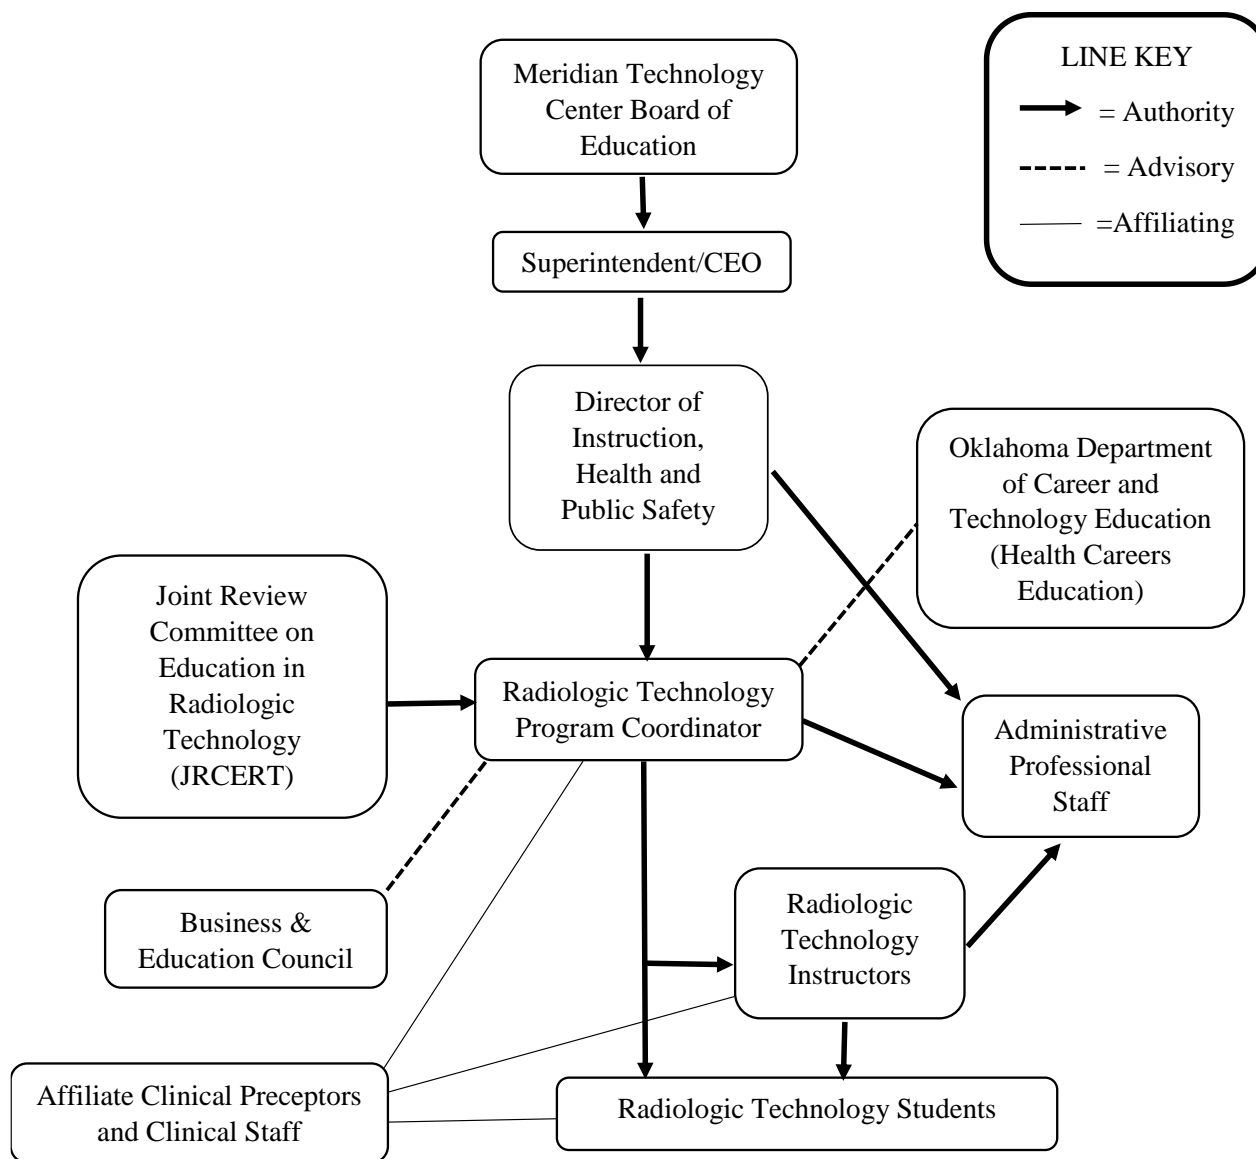 Meridian Technology
Center Board of
Education
LINE KEY
= Authority
= Advisory
=Affiliating
Superintendent/CEO
Director of
Instruction,
Health and
Public Safety
Oklahoma Department
of Career and
Technology Education
(Health Careers
Education)
Joint Review
Committee on
Education in
Radiologic
Technology
(JRCERT)
Radiologic Technology
Program Coordinator
Administrative
Professional
Staff
Business &
Education Council
Radiologic
Technology
Instructors
Affiliate Clinical Preceptors
and Clinical Staff
Radiologic Technology Students